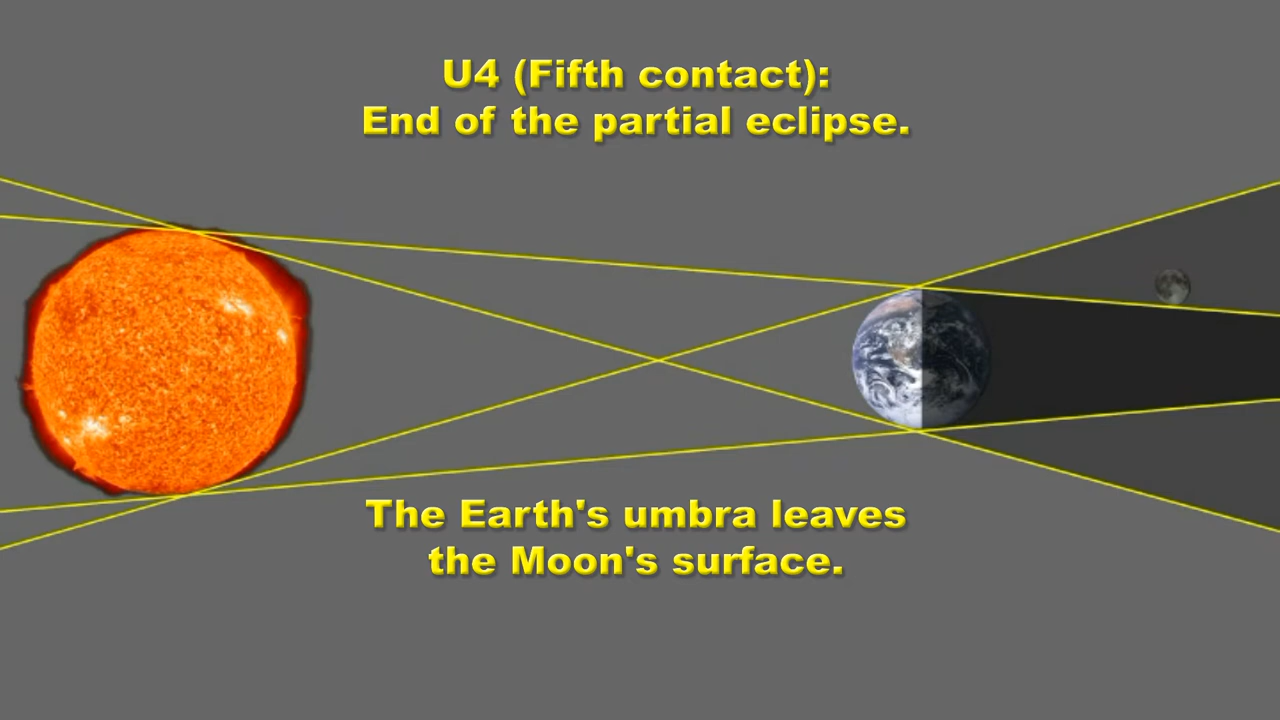 U4 (Fifth contact):
End of the partial eclipse.
The Earth's umbra leaves
the Moon's surface.